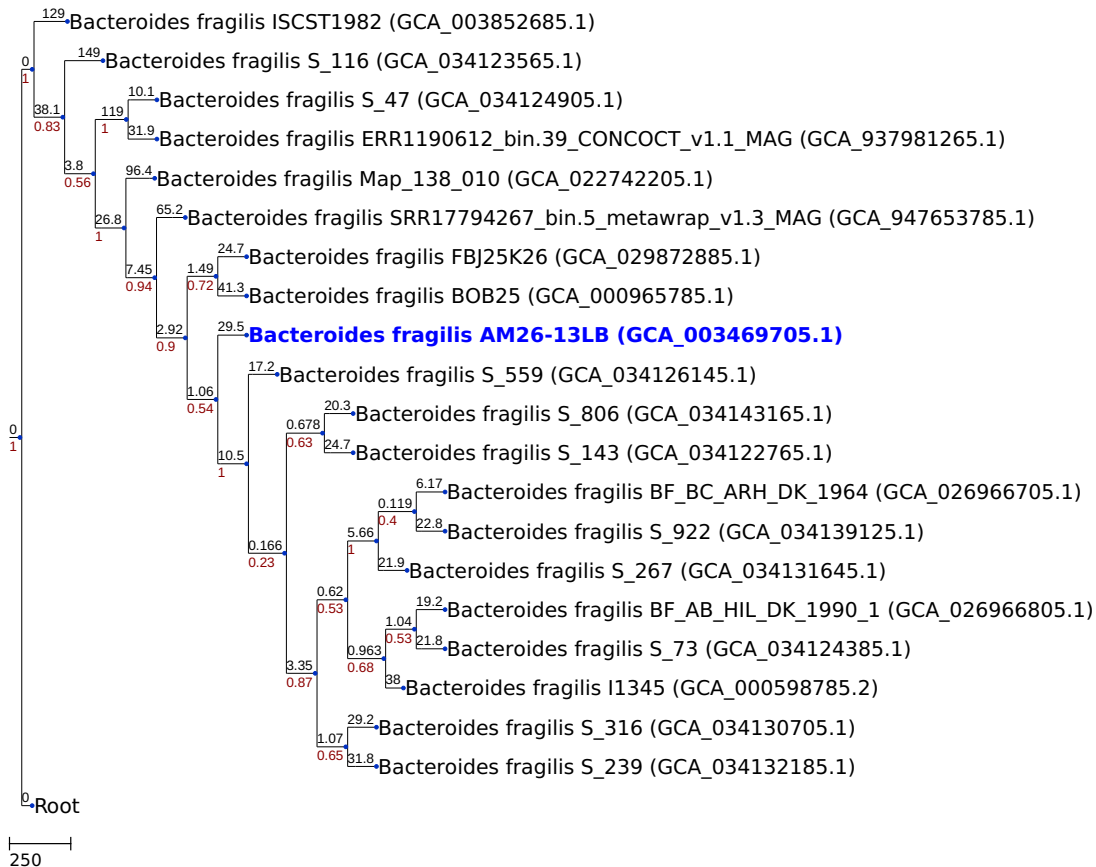 129 Bacteroides fragilis ISCST1982 (GCA_003852685.1)
149 Bacteroides fragilis S_116 (GCA_034123565.1)
0
1
10.1 Bacteroides fragilis S_47 (GCA_034124905.1)
38.1 119
0.83 1
31.9 Bacteroides fragilis ERR1190612_bin.39_CONCOCT_v1.1_MAG (GCA_937981265.1)
3.8 96.4 Bacteroides fragilis Map_138_010 (GCA_022742205.1)
0.56
65.2 Bacteroides fragilis SRR17794267_bin.5_metawrap_v1.3_MAG (GCA_947653785.1)
26.8
1
24.7 Bacteroides fragilis FBJ25K26 (GCA_029872885.1)
7.45 1.49
0.94 0.72
41.3 Bacteroides fragilis BOB25 (GCA_000965785.1)
2.92 29.5 Bacteroides fragilis AM26-13LB (GCA_003469705.1)
0.9
17.2 Bacteroides fragilis S_559 (GCA_034126145.1)
1.06
0.54
20.3 Bacteroides fragilis S_806 (GCA_034143165.1)
0 0.678
1 0.63
24.7 Bacteroides fragilis S_143 (GCA_034122765.1)
10.5
1
6.17 Bacteroides fragilis BF_BC_ARH_DK_1964 (GCA_026966705.1)
0.119
0.4
22.8 Bacteroides fragilis S_922 (GCA_034139125.1)
5.66
1
0.166
0.23
21.9 Bacteroides fragilis S_267 (GCA_034131645.1)
0.62
0.53
19.2 Bacteroides fragilis BF_AB_HIL_DK_1990_1 (GCA_026966805.1)
1.04
0.53
21.8 Bacteroides fragilis S_73 (GCA_034124385.1)
0.963
0.68
3.35
0.87
38 Bacteroides fragilis I1345 (GCA_000598785.2)
29.2 Bacteroides fragilis S_316 (GCA_034130705.1)
1.07
0.65
31.8 Bacteroides fragilis S_239 (GCA_034132185.1)
0 Root
250